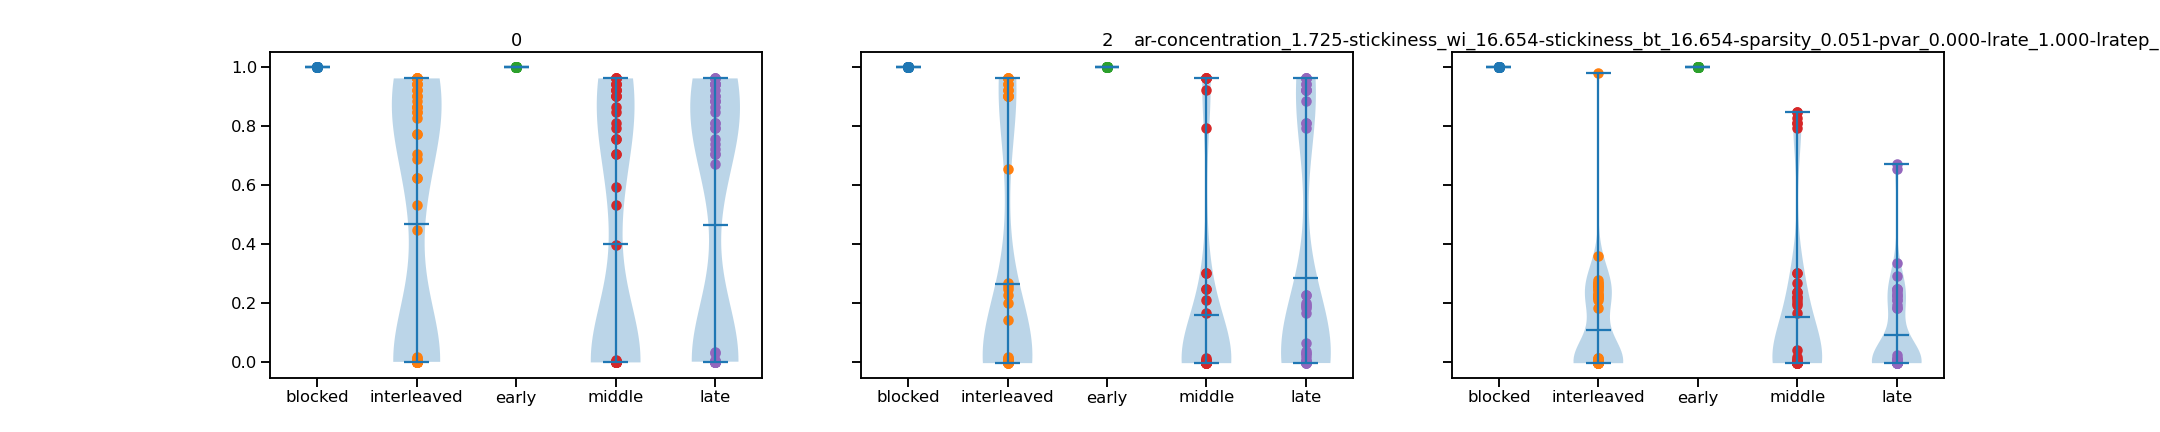 0
2
ar-concentration_1.725-stickiness_wi_16.654-stickiness_bt_16.654-sparsity_0.051-pvar_0.000-lrate_1.000-lratep_
1.0
0.8
0.6
0.4
0.2
0.0
blocked interleaved early middle late
blocked interleaved early middle late
blocked interleaved early middle late